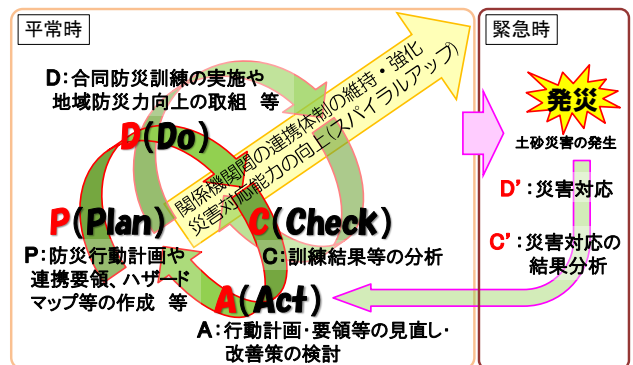 平常時
D：合同防災訓練の実施や
地域防災力向上の取組　等
D(Do)
関係機関間の連携体制の維持・強化
災害対応能力の向上(スパイラルアップ)
P(Plan)
P：防災行動計画や
連携要領、ハザード
マップ等の作成　等
C(Check)
C：訓練結果等の分析
A(Act)
A：行動計画・要領等の見直し・
改善策の検討
緊急時
発災
土砂災害の発生
D’：災害対応
C’：災害対応の
結果分析